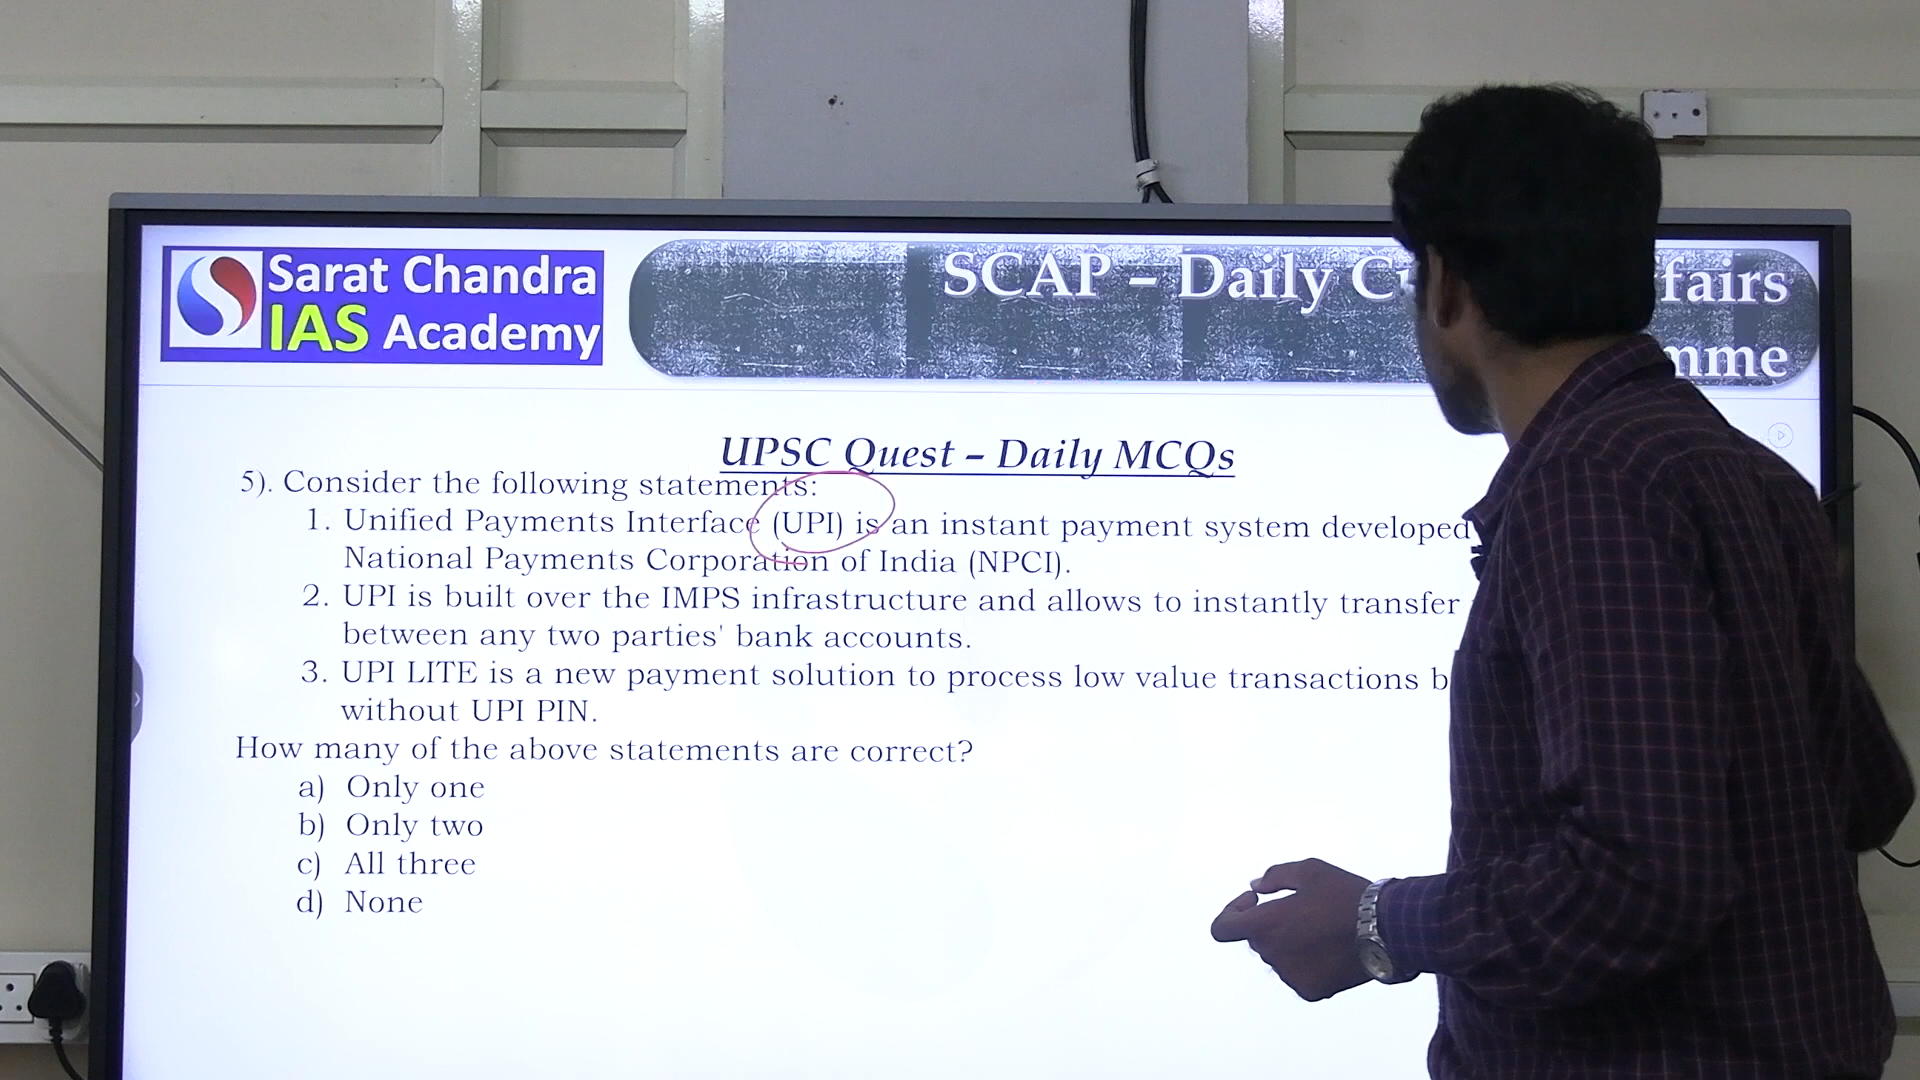 Sarat Chandra
IAS Academy
SCAP – Daily
fairs
UPSC Quest – Daily MCQs
5). Consider the following statements:
1. Unified Payments Interface (UPI) is an instant payment system developed
National Payments Corporation of India (NPCI).
2. UPI is built over the IMPS infrastructure and allows to instantly transfer
between any two parties' bank accounts.
3. UPI LITE is a new payment solution to process low value transactions
without UPI PIN.
How many of the above statements are correct?
a) Only one
b) Only two
c) All three
d) None